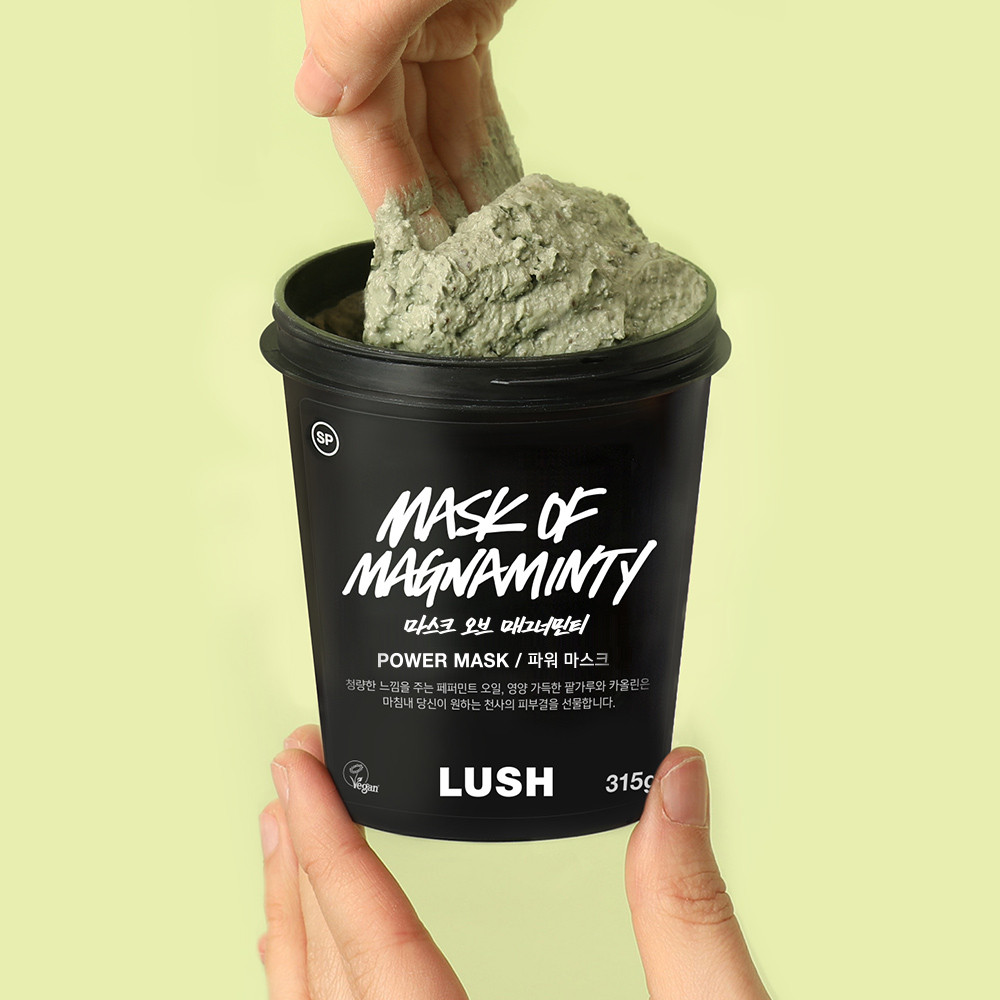 SP
MASK OF
MAGNAMINTY
마스크 오브 매그너민티
POWER MASK / 파워 마스크
청량한 느낌을 주는 페퍼민트 오일, 영양 가득한 팥가루와 카올린은
마침내 당신이 원하는 천사의 피부결을 선물합니다.
Vegan
LUSH
315g